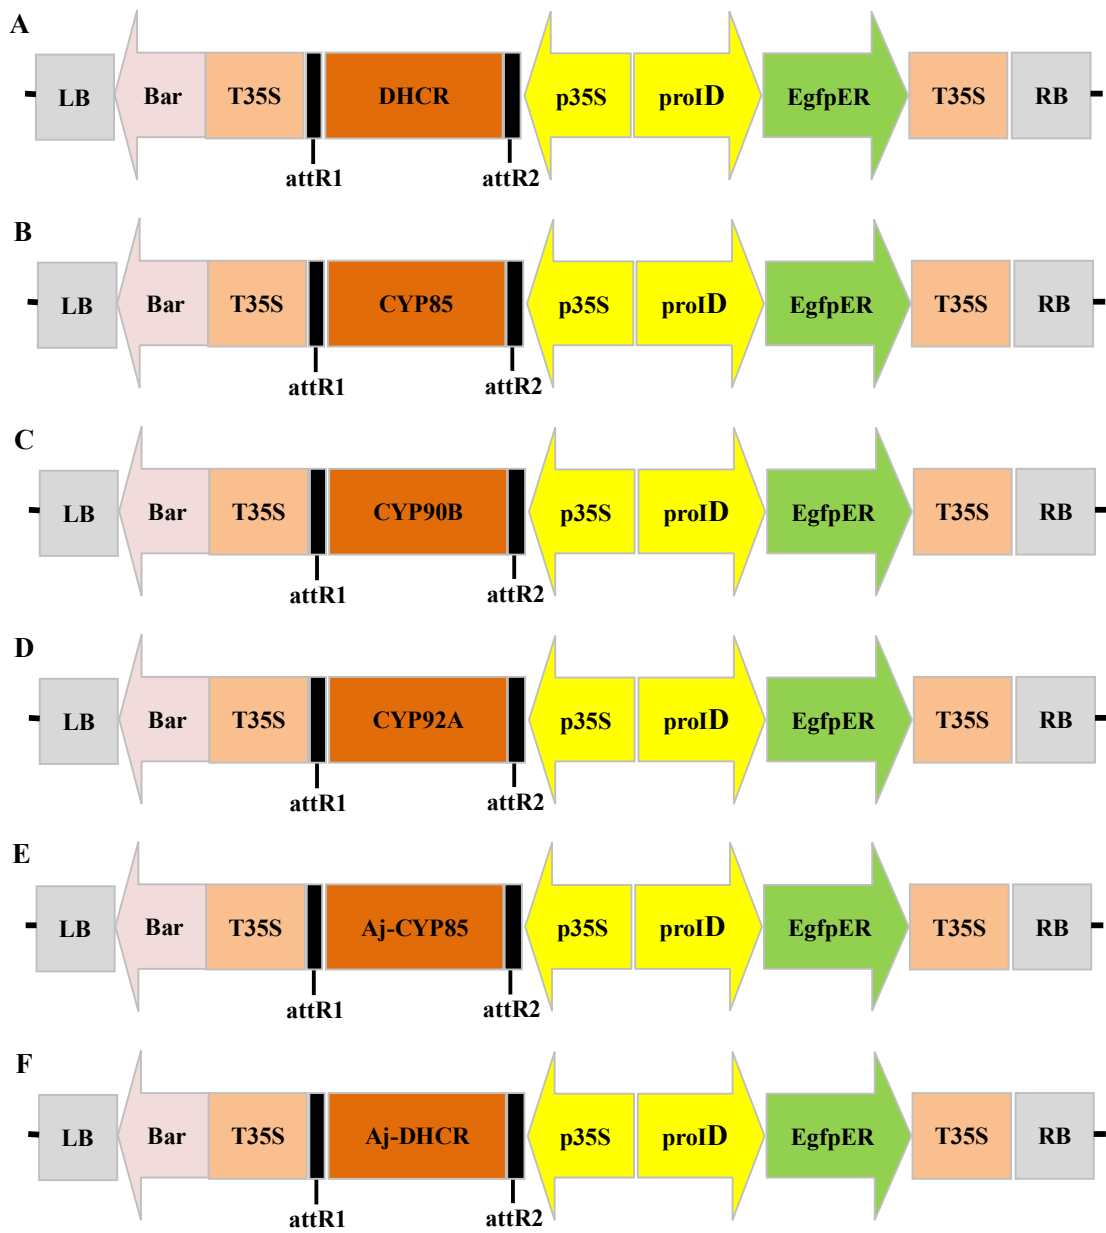 A
LB Bar T35S DHCR p35S proID EgfpER T35S RB
attR1 attR2
B
LB Bar T35S CYP85 p35S proID EgfpER T35S RB
attR1 attR2
C
LB Bar T35S CYP90B p35S proID EgfpER T35S RB
attR1 attR2
D
LB Bar T35S CYP92A p35S proID EgfpER T35S RB
attR1 attR2
E
LB Bar T35S Aj-CYP85 p35S proID EgfpER T35S RB
attR1 attR2
F
LB Bar T35S Aj-DHCR p35S proID EgfpER T35S RB
attR1 attR2